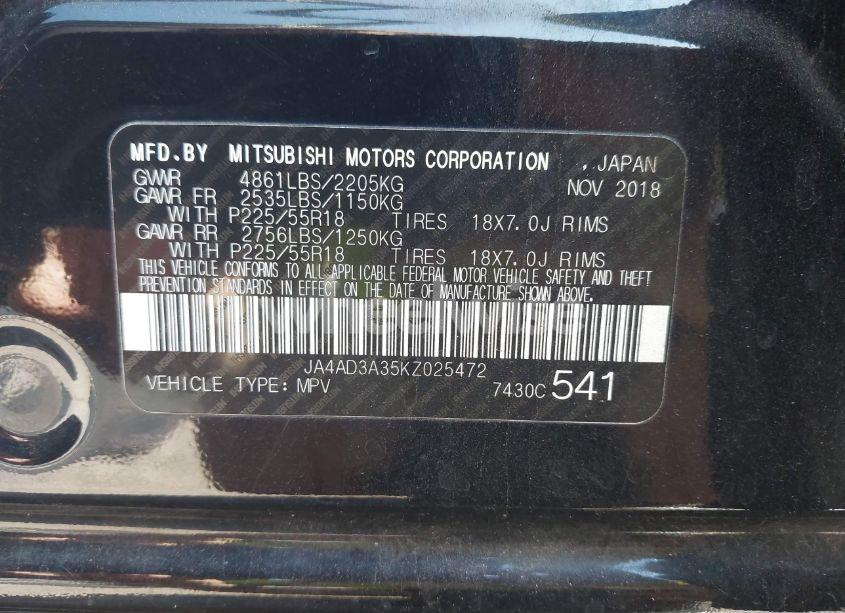 MFD.BY MITSUBISHI MOTORS CORPORATION , JAPAN
GWR 4861LBS/2205KG NOV 2018
GAWR FR 2535LBS/1150KG
WITH P225/55R18 TIRES 18X7.0J RIMS
GAWR RR 2756LBS/1250KG
WITH P225/55R18 TIRES 18X7.0J RIMS
THIS VEHICLE CONFORMS TO ALL APPLICABLE FEDERAL MOTOR VEHICLE SAFETY AND THEFT
PREVENTION STANDARDS IN EFFECT ON THE DATE OF MANUFACTURE SHOWN ABOVE.
JA4AD3A35KZ025472
VEHICLE TYPE: MPV 7430C 541